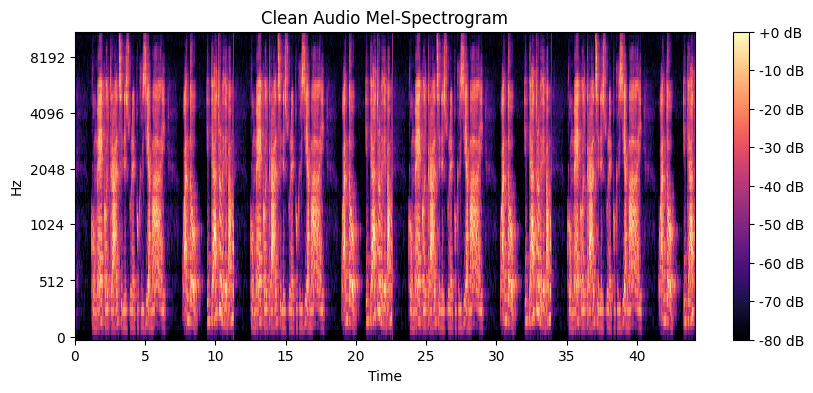 Clean Audio Mel-Spectrogram
Hz
8192
4096
2048
1024
512
0
0 5 10 15 20 25 30 35 40
Time
+0 dB
-10 dB
-20 dB
-30 dB
-40 dB
-50 dB
-60 dB
-70 dB
-80 dB